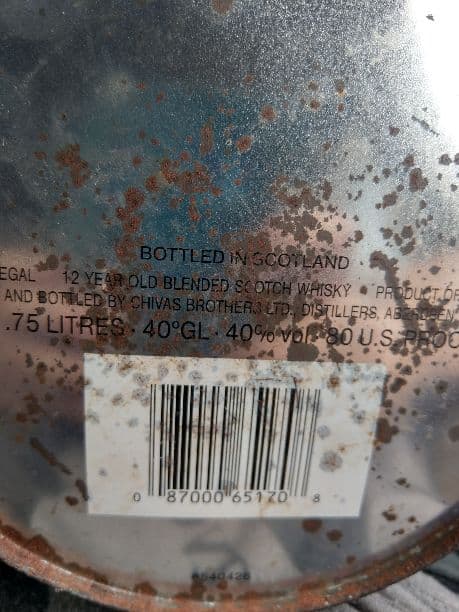 BOTTLED IN SCOTLAND
EGAL 12 YEAR OLD BLENDED SCOTCH WHISKY • PRODUCT OF
AND BOTTLED BY CHIVAS BROTHERS LTD., DISTILLERS, ABERDEEN
.75 LITRES · 40°GL · 40% vol · 80 U.S. PROO
0 87000 65170 8
8540426